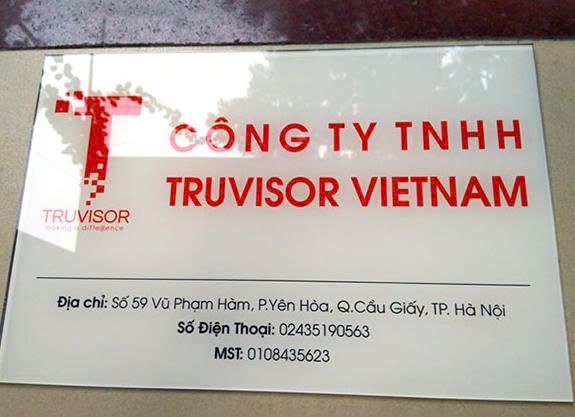 CÔNG TY TNHH
TRUVISOR VIETNAM
TRUVISOR
making a difference
Địa chỉ: Số 59 Vũ Phạm Hàm, P.Yên Hòa, Q.Cầu Giấy, TP. Hà Nội
Số Điện Thoại: 02435190563
MST: 0108435623